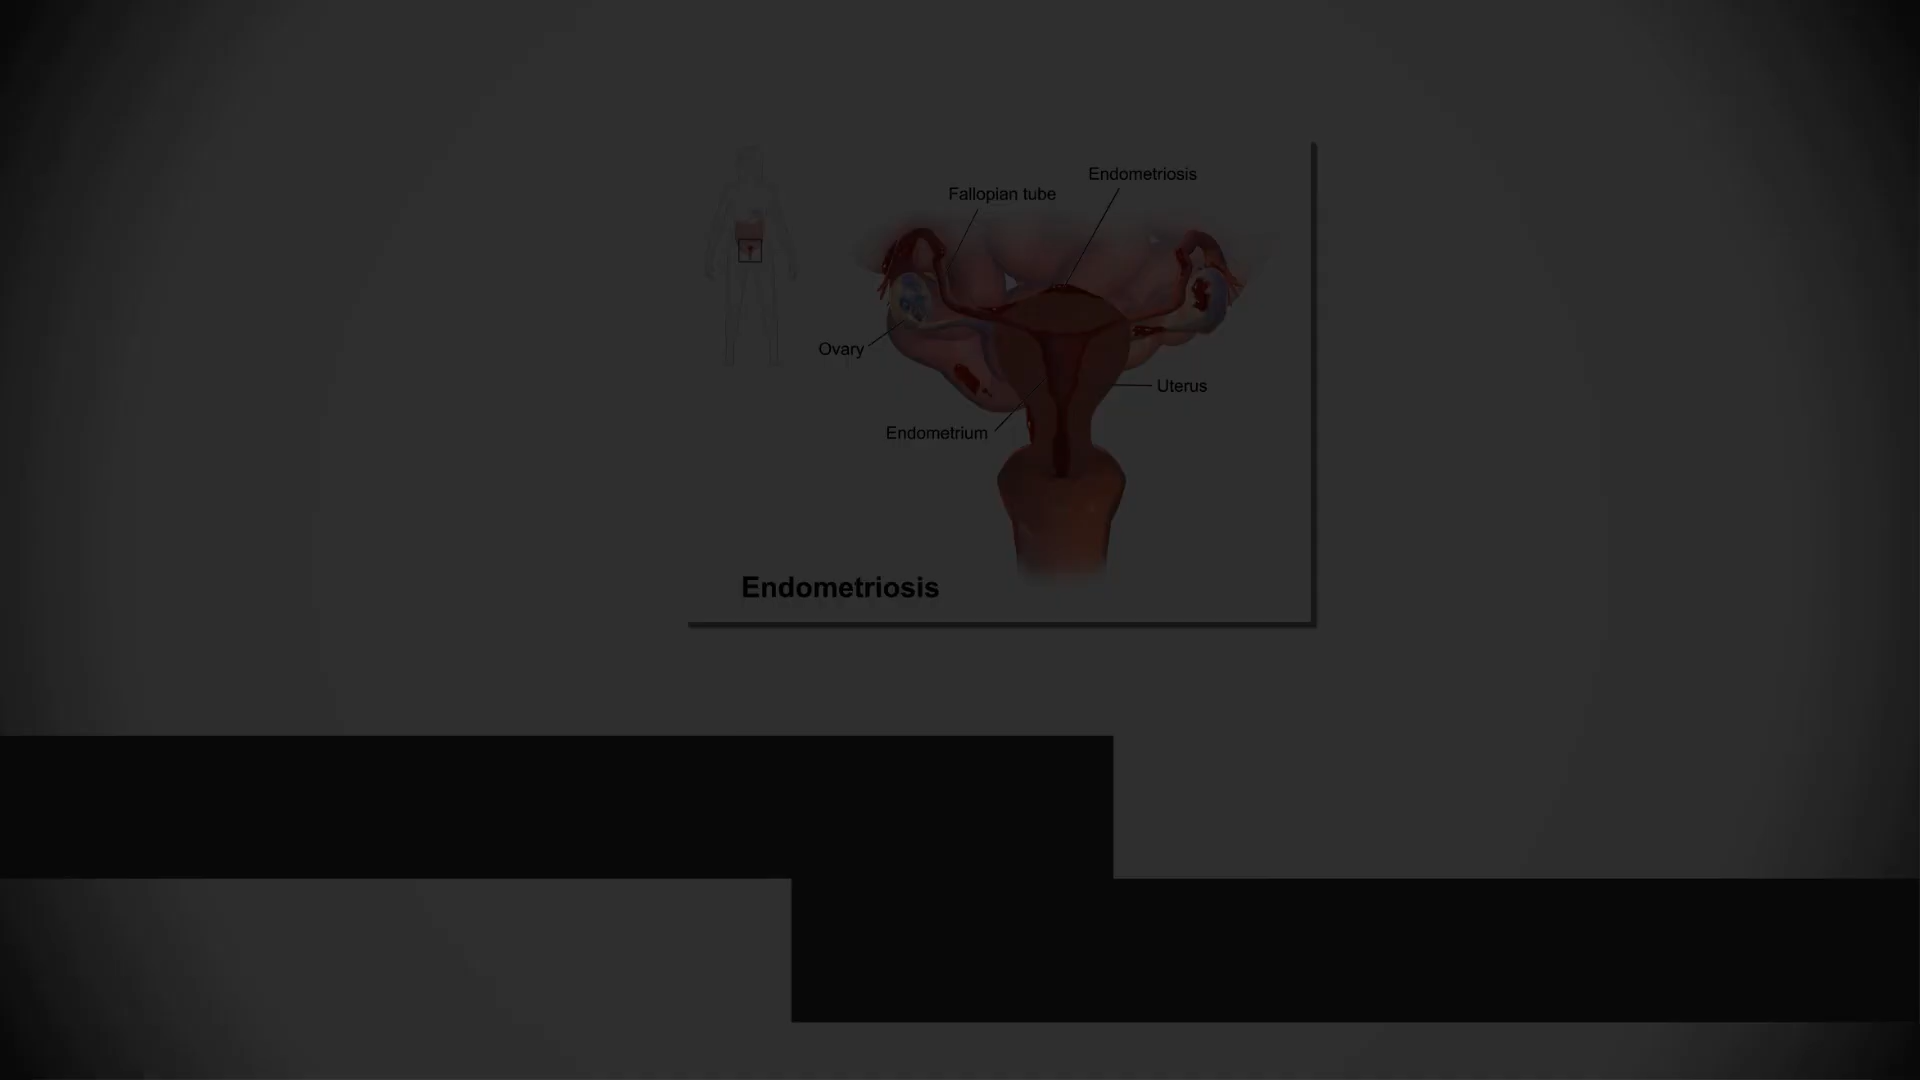 Endometriosis
Fallopian tube
Ovary
Uterus
Endometrium
Endometriosis